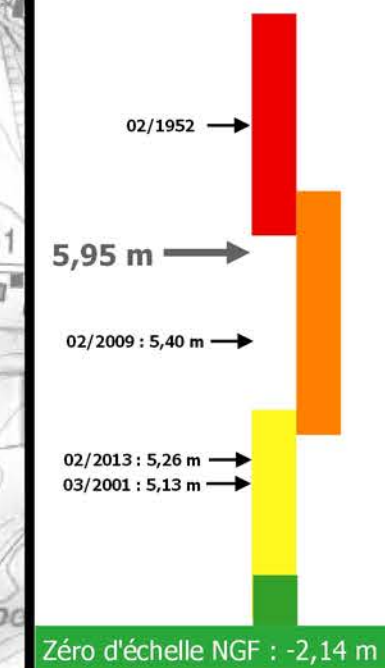 02/1952
5,95 m
02/2009 : 5,40 m
02/2013 : 5,26 m
03/2001 : 5,13 m
Zéro d'échelle NGF : -2,14 m